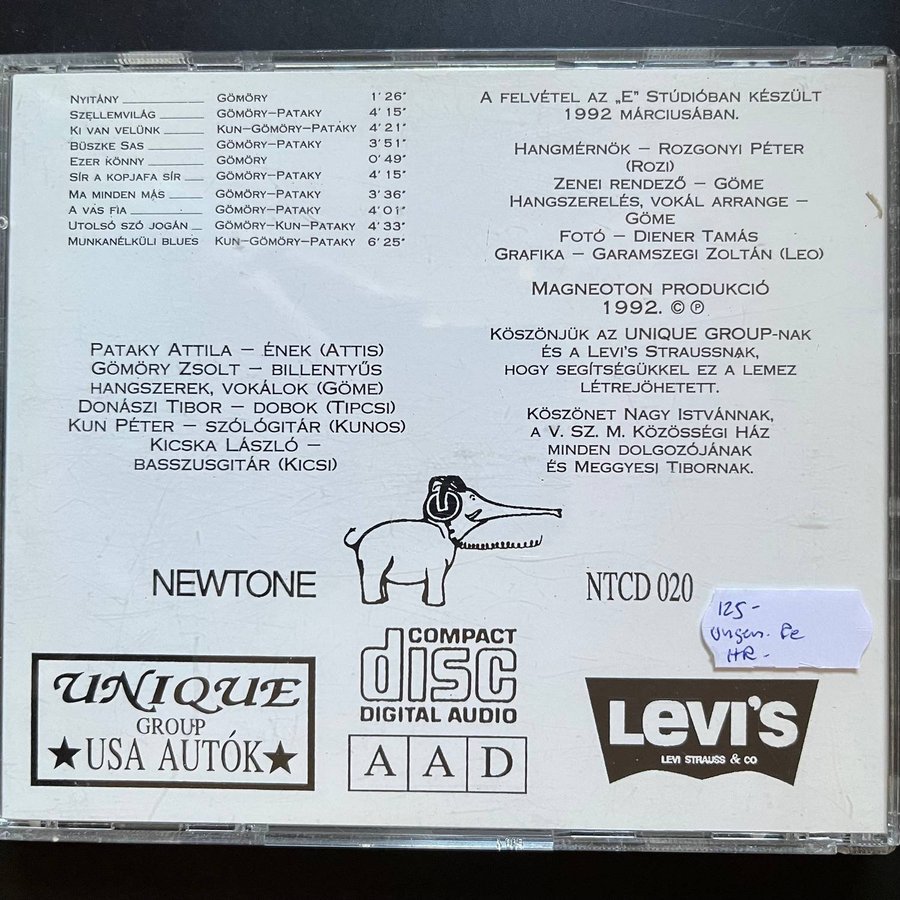 Nyitány Gömöry 1' 26"
Szellemvilág Gömöry–Pataky 4' 15"
Ki van velünk Kun-Gömöry-Pataky 4' 21"
Büszke Sas Gömöry–Pataky 3' 51"
Ezer könny Gömöry 0' 49"
Sír a kopjafa sír Gömöry–Pataky 4' 15"
Ma minden más Gömöry–Pataky 3' 36"
A vas fia Gömöry–Pataky 4' 01"
Utolsó szó jogán Gömöry-Kun-Pataky 4' 33"
Munkanélküli blues Kun-Gömöry-Pataky 6' 25"
Pataky Attila – ének (Attis)
Gömöry Zsolt – billentyűs
hangszerek, vokálok (Göme)
Donászi Tibor – dobok (Tipcsi)
Kun Péter – szólógitár (Kunos)
Kicska László –
basszusgitár (Kicsi)
A felvétel az „E" Stúdióban készült
1992 márciusában.
Hangmérnök – Rozgonyi Péter
(Rozi)
Zenei rendező – Göme
Hangszerelés, vokál arrange –
Göme
Fotó – Diener Tamás
Grafika – Garamszegi Zoltán (Leo)
Magneoton produkció
1992. © ℗
Köszönjük az UNIQUE GROUP-nak
és a Levi's Straussnak,
hogy segítségükkel ez a lemez
létrejöhetett.
Köszönet Nagy Istvánnak,
a V. Sz. M. Közösségi Ház
minden dolgozójának
és Meggyesi Tibornak.
NEWTONE
NTCD 020
125-
HR-
UNIQUE
GROUP
★USA AUTÓK★
COMPACT
disc
DIGITAL AUDIO
A A D
LEVI'S
LEVI STRAUSS & CO